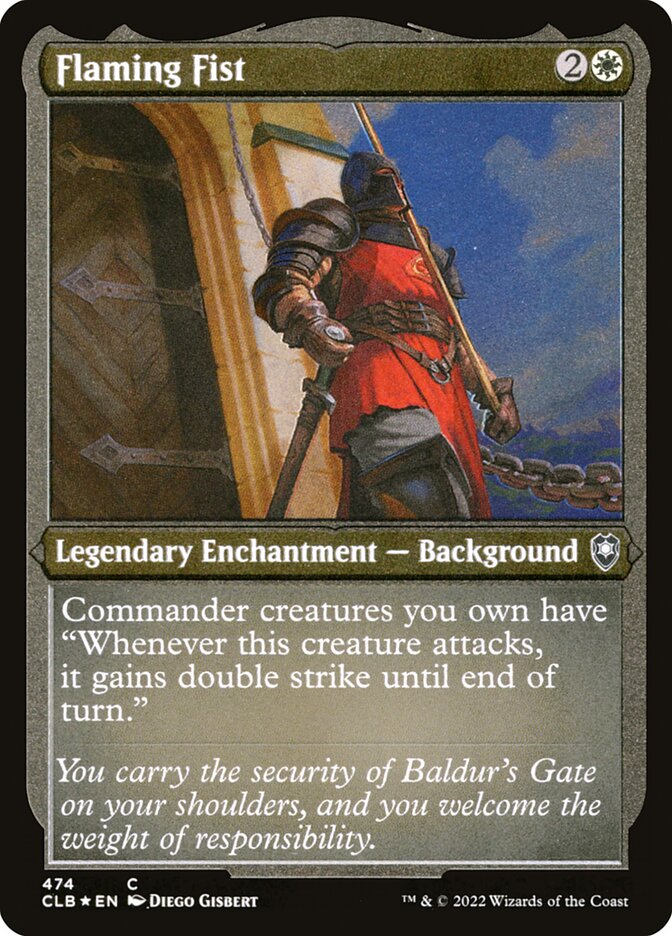 Flaming Fist 2
Legendary Enchantment — Background
Commander creatures you own have
“Whenever this creature attacks,
it gains double strike until end of
turn.”
You carry the security of Baldur’s Gate
on your shoulders, and you welcome the
weight of responsibility.
474 C
CLB★EN Diego Gisbert ™ & © 2022 Wizards of the Coast